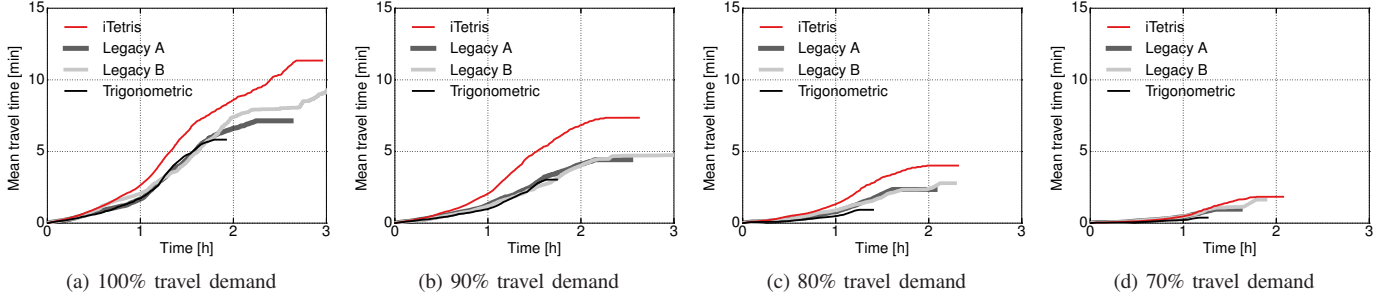 Mean travel time [min]
15
10
5
0
iTetris
Legacy A
Legacy B
Trigonometric
0 1 2 3
Time [h]
(a) 100% travel demand
Mean travel time [min]
15
10
5
0
iTetris
Legacy A
Legacy B
Trigonometric
0 1 2 3
Time [h]
(b) 90% travel demand
Mean travel time [min]
15
10
5
0
iTetris
Legacy A
Legacy B
Trigonometric
0 1 2 3
Time [h]
(c) 80% travel demand
Mean travel time [min]
15
10
5
0
iTetris
Legacy A
Legacy B
Trigonometric
0 1 2 3
Time [h]
(d) 70% travel demand